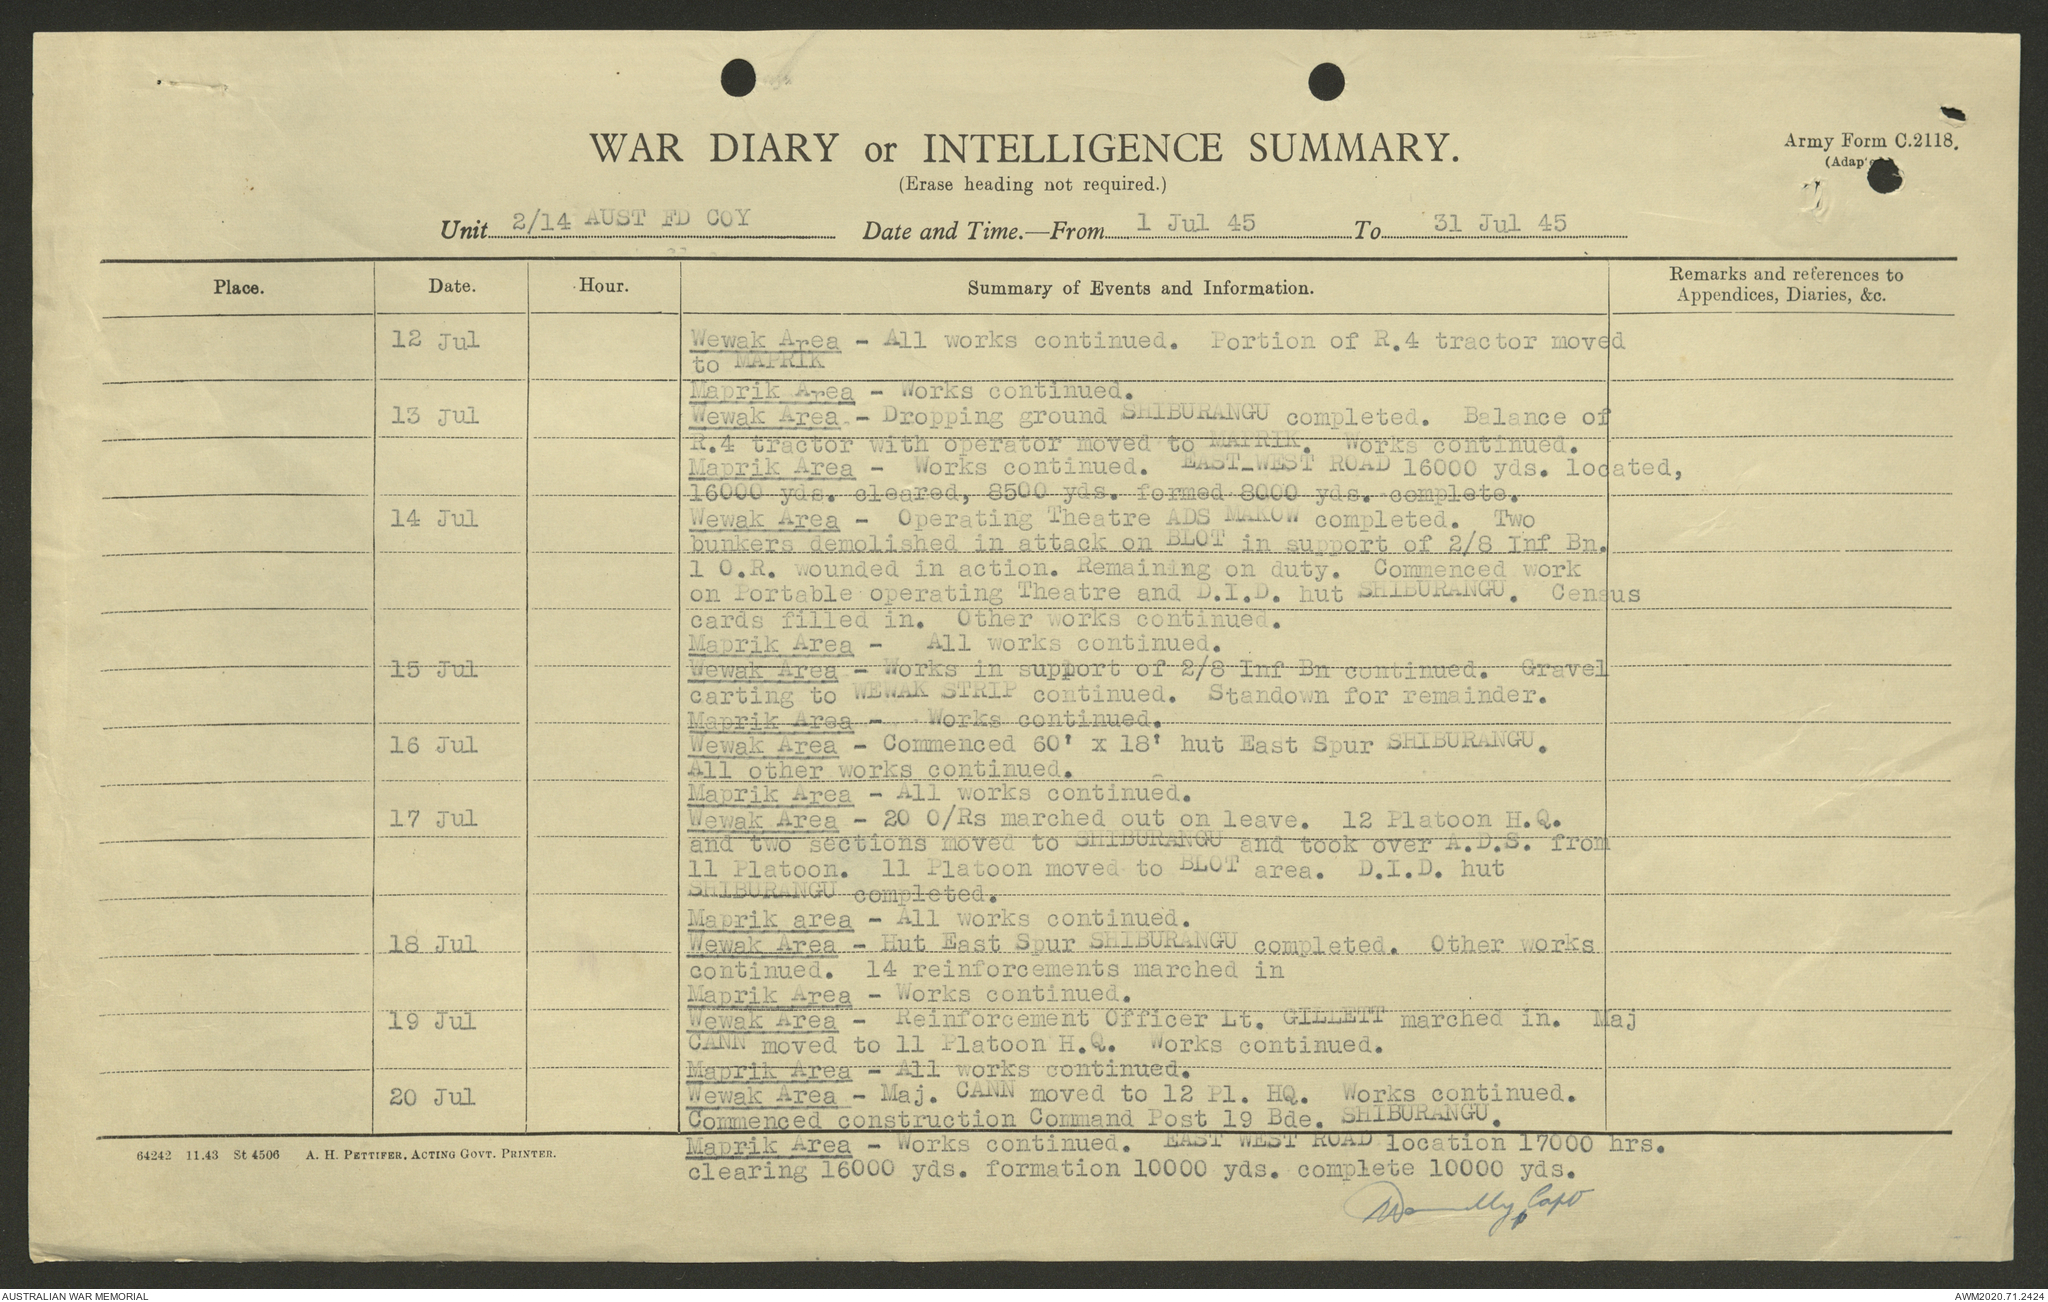 WAR DIARY or INTELLIGENCE SUMMARY.
(Erase heading not required.)
Army Form C.2118.
Unit 2/14 AUST FD COY Date and Time.—From 1 Jul 45 To 31 Jul 45
Place. Date. Hour. Summary of Events and Information. Remarks and references to
Appendices, Diaries, &c.
12 Jul Wewak Area - All works continued. Portion of R.4 tractor moved
to MAPRIK
Maprik Area - Works continued.
13 Jul Wewak Area - Dropping ground SHIBURANGU completed. Balance of
R.4 tractor with operator moved to MAPRIK. Works continued.
Maprik Area - Works continued. EAST-WEST ROAD 16000 yds. located,
16000 yds. cleared, 8500 yds. formed 8000 yds. complete.
14 Jul Wewak Area - Operating Theatre ADS MAKOW completed. Two
bunkers demolished in attack on BLOT in support of 2/8 Inf Bn.
1 O.R. wounded in action. Remaining on duty. Commenced work
on Portable operating Theatre and D.I.D. hut SHIBURANGU. Census
cards filled in. Other works continued.
Maprik Area - All works continued.
15 Jul Wewak Area - Works in support of 2/8 Inf Bn continued. Gravel
carting to WEWAK STRIP continued. Standown for remainder.
Maprik Area - Works continued.
16 Jul Wewak Area - Commenced 60' x 18' hut East Spur SHIBURANGU.
All other works continued.
Maprik Area - All works continued.
17 Jul Wewak Area - 20 O/Rs marched out on leave. 12 Platoon H.Q.
and two sections moved to SHIBURANGU and took over A.D.S. from
11 Platoon. 11 Platoon moved to BLOT area. D.I.D. hut
SHIBURANGU completed.
Maprik area - All works continued.
18 Jul Wewak Area - Hut East Spur SHIBURANGU completed. Other works
continued. 14 reinforcements marched in
Maprik Area - Works continued.
19 Jul Wewak Area - Reinforcement Officer Lt. GILLETT marched in. Maj
CANN moved to 11 Platoon H.Q. Works continued.
Maprik Area - All works continued.
20 Jul Wewak Area - Maj. CANN moved to 12 Pl. HQ. Works continued.
Commenced construction Command Post 19 Bde. SHIBURANGU.
Maprik Area - Works continued. EAST WEST ROAD location 17000 hrs.
clearing 16000 yds. formation 10000 yds. complete 10000 yds.
Capt
64242 11.43 St 4506 A. H. PETTIFER, ACTING GOVT. PRINTER.
AUSTRALIAN WAR MEMORIAL
AWM2020.71.2424